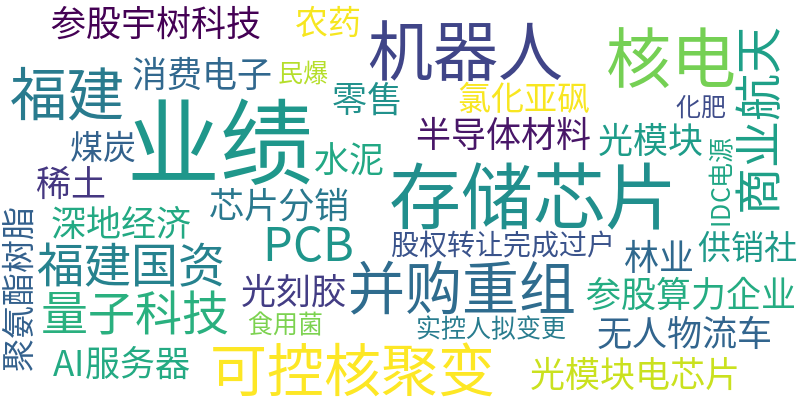 参股宇树科技
农药
机器人
核电
商业航天
福建
消费电子
民爆
零售
氯化亚砜
化肥
业绩
煤炭
水泥
半导体材料
光模块
IDC电源
稀土
芯片分销
存储芯片
深地经济
PCB
股权转让完成过户
林业
供销社
聚氨酯树脂
福建国资
光刻胶
并购重组
参股算力企业
量子科技
食用菌
实控人拟变更
无人物流车
AI服务器
可控核聚变
光模块电芯片